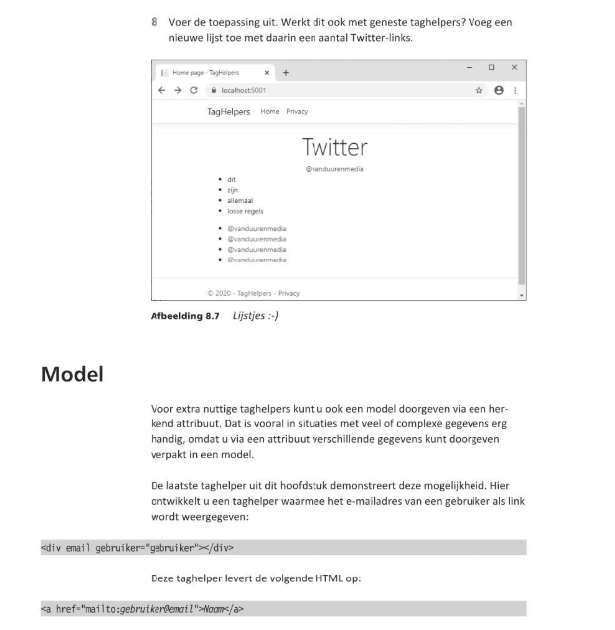 8 Voer de toepassing uit. Werkt dit ook met geneste taghelpers? Voeg een
nieuwe lijst toe met daarin een aantal Twitter-links.
Home page - TagHelpers
localhost:5001
TagHelpers Home Privacy
Twitter
@vanduurenmedia
• dit
• zijn
• allemaal
• losse regels
• @vanduurenmedia
• @vanduurenmedia
• @vanduurenmedia
• @vanduurenmedia
© 2020 - TagHelpers - Privacy
Afbeelding 8.7 Lijstjes :-)
Model
Voor extra nuttige taghelpers kunt u ook een model doorgeven via een her-
kend attribuut. Dat is vooral in situaties met veel of complexe gegevens erg
handig, omdat u via een attribuut verschillende gegevens kunt doorgeven
verpakt in een model.
De laatste taghelper uit dit hoofdstuk demonstreert deze mogelijkheid. Hier
ontwikkelt u een taghelper waarmee het e-mailadres van een gebruiker als link
wordt weergegeven:
<div email gebruiker="gebruiker"></div>
Deze taghelper levert de volgende HTML op:
<a href="mailto:gebruiker@email">Naam</a>